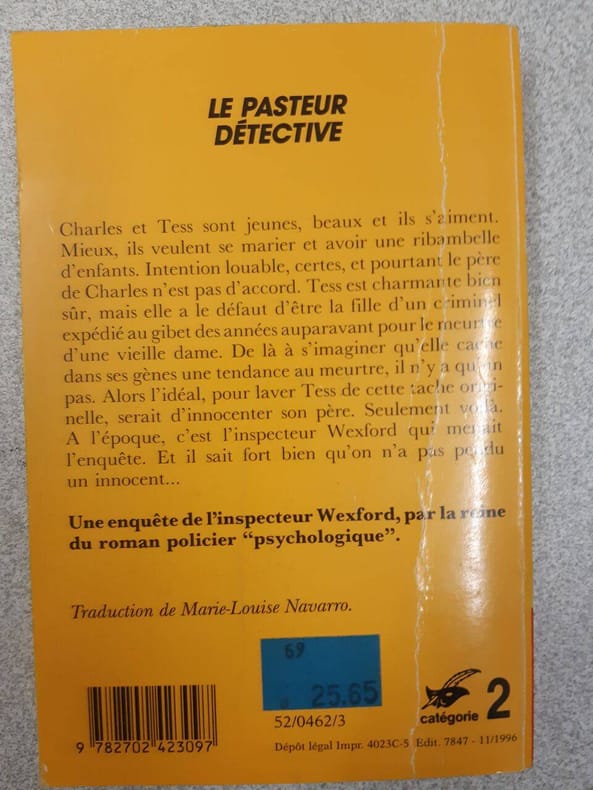 LE PASTEUR
DÉTECTIVE
Charles et Tess sont jeunes, beaux et ils s'aiment.
Mieux, ils veulent se marier et avoir une ribambelle
d'enfants. Intention louable, certes, et pourtant le père
de Charles n'est pas d'accord. Tess est charmante bien
sûr, mais elle a le défaut d'être la fille d'un criminel
expédié au gibet des années auparavant pour le meurtre
d'une vieille dame. De là à s'imaginer qu'elle cache
dans ses gènes une tendance au meurtre, il n'y a qu'un
pas. Alors l'idéal, pour laver Tess de cette tache origi-
nelle, serait d'innocenter son père. Seulement voilà.
A l'époque, c'est l'inspecteur Wexford qui menait
l'enquête. Et il sait fort bien qu'on n'a pas pendu
un innocent...
Une enquête de l'inspecteur Wexford, par la reine
du roman policier "psychologique".
Traduction de Marie-Louise Navarro.
69
25.65
52/0462/3
9 782702 423097
catégorie 2
Dépôt légal Impr. 4023C-5 Edit. 7847 - 11/1996